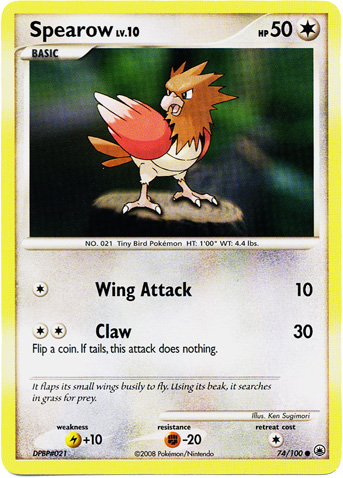 Spearow LV.10 HP 50
BASIC
NO. 021 Tiny Bird Pokémon HT: 1'00" WT: 4.4 lbs.
Wing Attack 10
Claw 30
Flip a coin. If tails, this attack does nothing.
It flaps its small wings busily to fly. Using its beak, it searches
in grass for prey.
Illus. Ken Sugimori
weakness resistance retreat cost
+10 -20
DPBP#021 ©2008 Pokémon/Nintendo 74/100